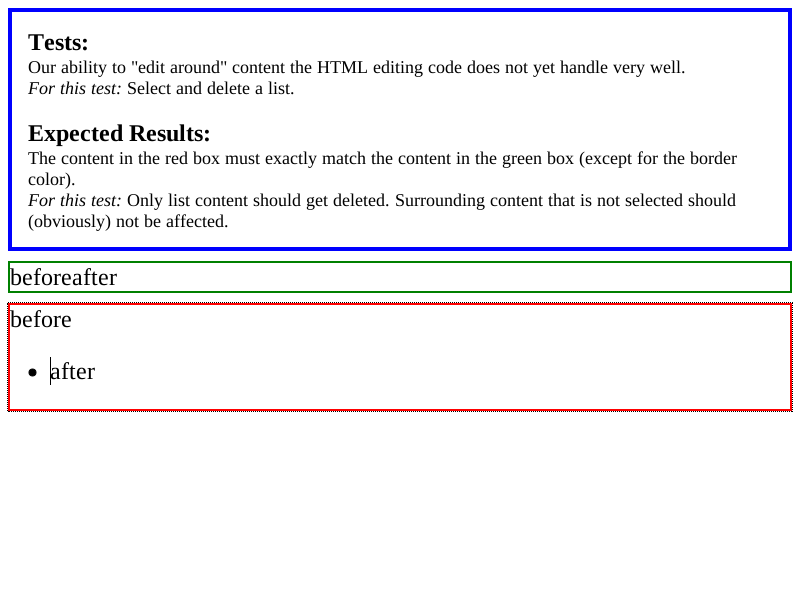 Tests:
Our ability to "edit around" content the HTML editing code does not yet handle very well.
For this test: Select and delete a list.
Expected Results:
The content in the red box must exactly match the content in the green box (except for the border
color).
For this test: Only list content should get deleted. Surrounding content that is not selected should
(obviously) not be affected.
beforeafter
before
• after